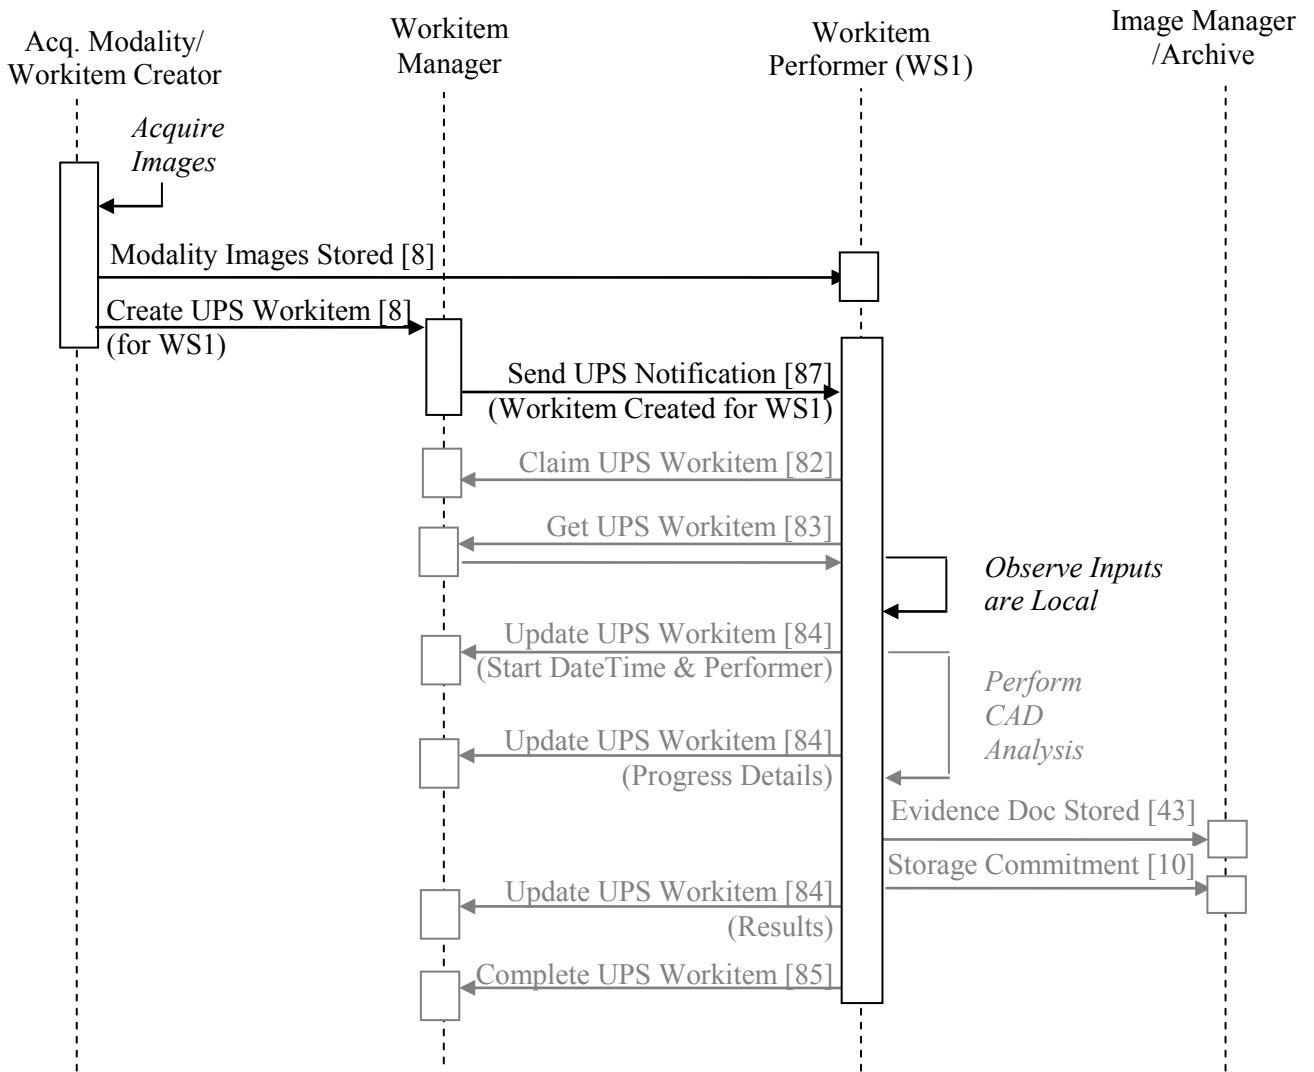 Acq. Modality/
Workitem Creator
Workitem
Manager
Workitem
Performer (WS1)
Image Manager
/Archive
Acquire
Images
Modality Images Stored [8]
Create UPS Workitem [8]
(for WS1)
Send UPS Notification [87]
(Workitem Created for WS1)
Claim UPS Workitem [82]
Get UPS Workitem [83]
Observe Inputs
are Local
Update UPS Workitem [84]
(Start DateTime & Performer)
Perform
CAD
Analysis
Update UPS Workitem [84]
(Progress Details)
Evidence Doc Stored [43]
Storage Commitment [10]
Update UPS Workitem [84]
(Results)
Complete UPS Workitem [85]